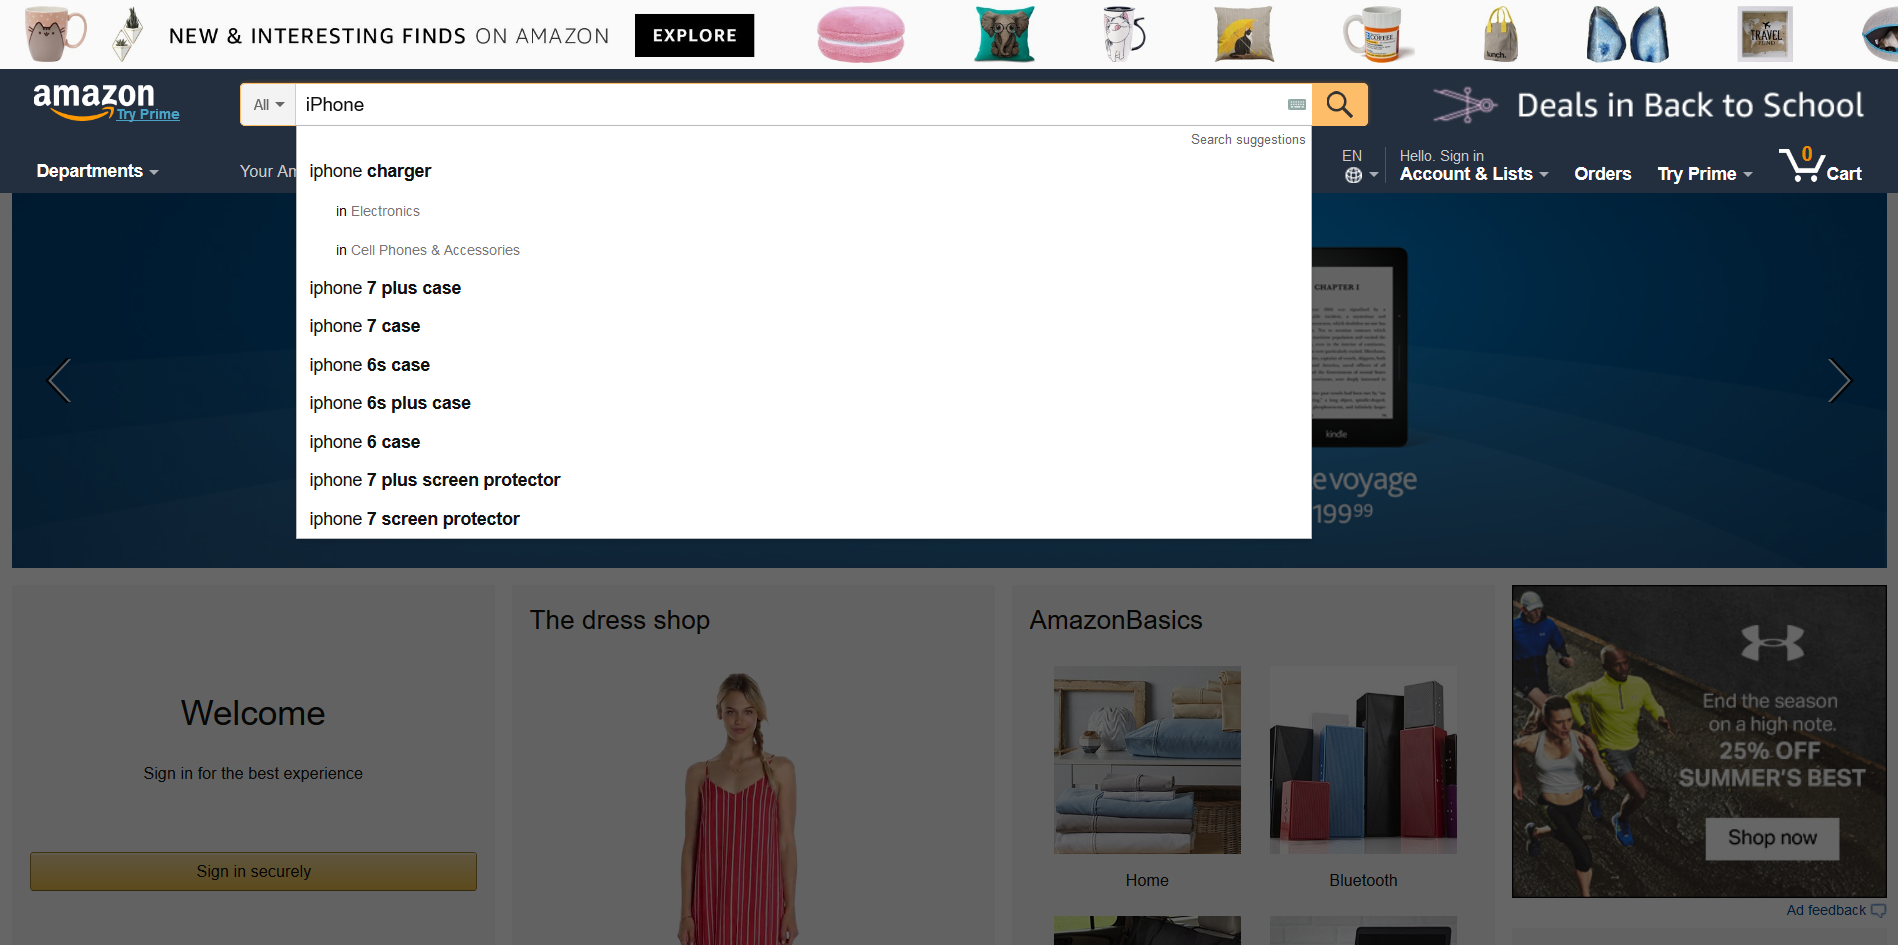 NEW & INTERESTING FINDS ON AMAZON
EXPLORE
COFFEE
lunch.
TRAVEL
FUND
amazon
Try Prime
All
iPhone
Deals in Back to School
Search suggestions
Departments
Your Am
EN
Hello. Sign in
Account & Lists
Orders
Try Prime
0
Cart
iphone charger
in Electronics
in Cell Phones & Accessories
iphone 7 plus case
iphone 7 case
iphone 6s case
iphone 6s plus case
iphone 6 case
iphone 7 plus screen protector
iphone 7 screen protector
CHAPTER I
kindle
e voyage
199 99
Welcome
Sign in for the best experience
Sign in securely
The dress shop
AmazonBasics
Home
Bluetooth
End the season
on a high note.
25% OFF
SUMMER'S BEST
Shop now
Ad feedback